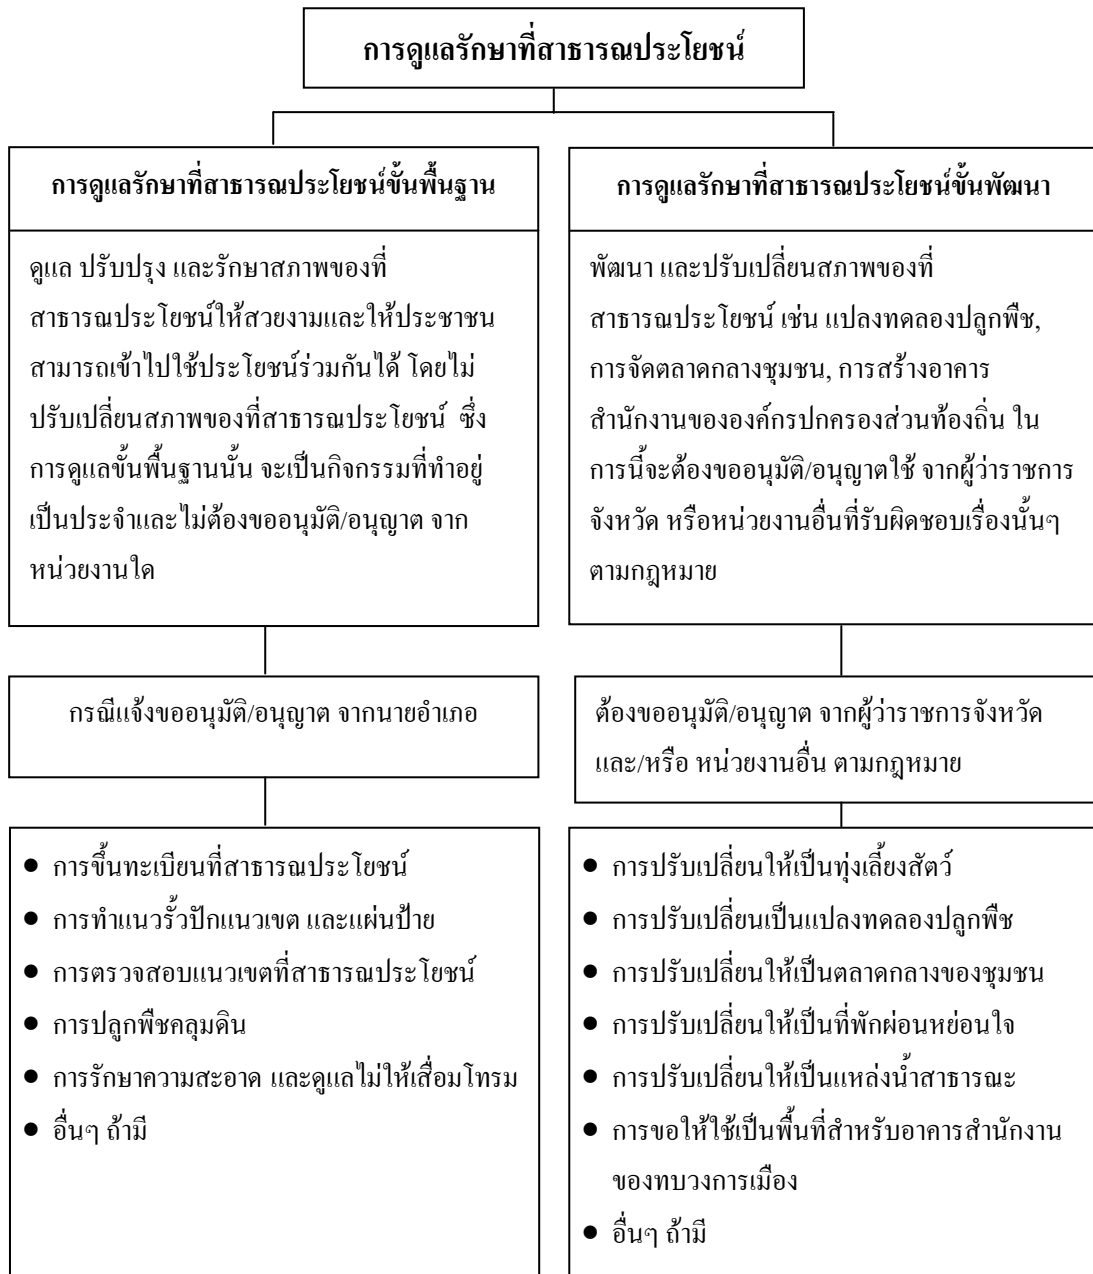 การดูแลรักษาที่สาธารณประโยชน์
การดูแลรักษาที่สาธารณประโยชน์ขั้นพื้นฐาน
ดูแล ปรับปรุง และรักษาสภาพของที่
สาธารณประโยชน์ให้สวยงามและให้ประชาชน
สามารถเข้าไปใช้ประโยชน์ร่วมกันได้ โดยไม่
ปรับเปลี่ยนสภาพของที่สาธารณประโยชน์ ซึ่ง
การดูแลขั้นพื้นฐานนั้น จะเป็นกิจกรรมที่ทำอยู่
เป็นประจำและไม่ต้องขออนุมัติ/อนุญาต จาก
หน่วยงานใด
กรณีแจ้งขออนุมัติ/อนุญาต จากนายอำเภอ
● การขึ้นทะเบียนที่สาธารณประโยชน์
● การทำแนวรั้วปักแนวเขต และแผ่นป้าย
● การตรวจสอบแนวเขตที่สาธารณประโยชน์
● การปลูกพืชคลุมดิน
● การรักษาความสะอาด และดูแลไม่ให้เสื่อมโทรม
● อื่นๆ ถ้ามี
การดูแลรักษาที่สาธารณประโยชน์ขั้นพัฒนา
พัฒนา และปรับเปลี่ยนสภาพของที่
สาธารณประโยชน์ เช่น แปลงทดลองปลูกพืช,
การจัดตลาดกลางชุมชน, การสร้างอาคาร
สำนักงานขององค์กรปกครองส่วนท้องถิ่น ใน
การนี้จะต้องขออนุมัติ/อนุญาตใช้ จากผู้ว่าราชการ
จังหวัด หรือหน่วยงานอื่นที่รับผิดชอบเรื่องนั้นๆ
ตามกฎหมาย
ต้องขออนุมัติ/อนุญาต จากผู้ว่าราชการจังหวัด
และ/หรือ หน่วยงานอื่น ตามกฎหมาย
● การปรับเปลี่ยนให้เป็นทุ่งเลี้ยงสัตว์
● การปรับเปลี่ยนเป็นแปลงทดลองปลูกพืช
● การปรับเปลี่ยนให้เป็นตลาดกลางของชุมชน
● การปรับเปลี่ยนให้เป็นที่พักผ่อนหย่อนใจ
● การปรับเปลี่ยนให้เป็นแหล่งน้ำสาธารณะ
● การขอให้ใช้เป็นพื้นที่สำหรับอาคารสำนักงาน
ของทบวงการเมือง
● อื่นๆ ถ้ามี